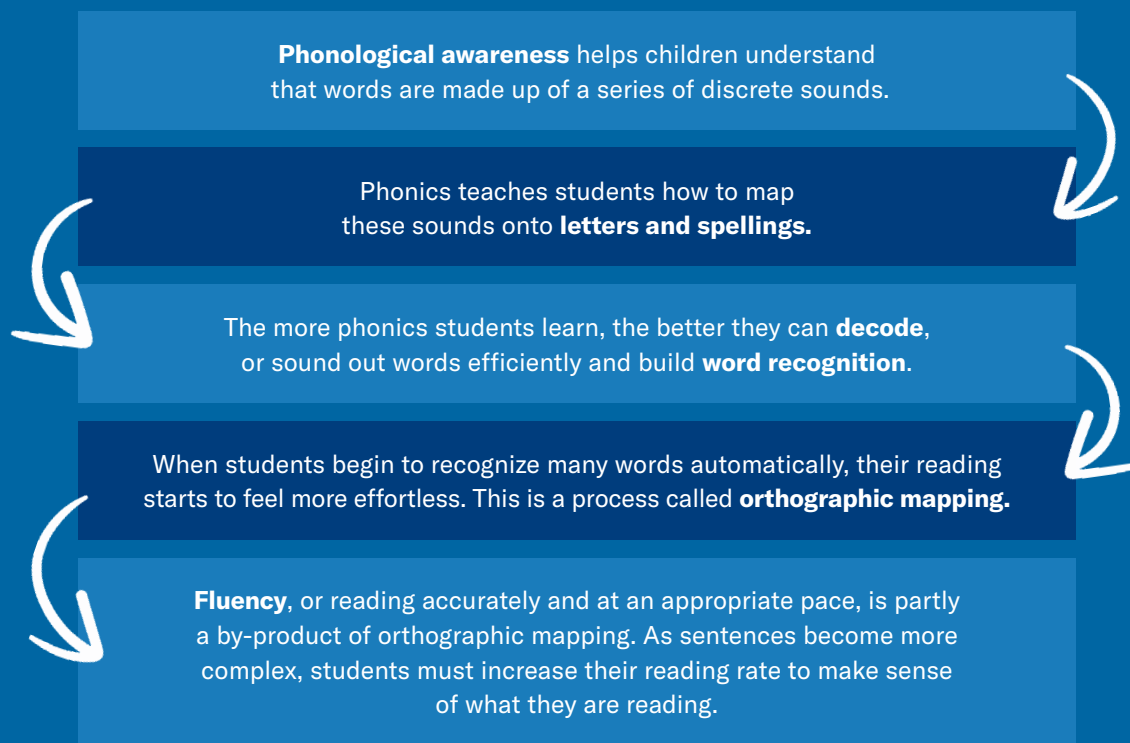 Phonological awareness helps children understand
that words are made up of a series of discrete sounds.
Phonics teaches students how to map
these sounds onto letters and spellings.
The more phonics students learn, the better they can decode,
or sound out words efficiently and build word recognition.
When students begin to recognize many words automatically, their reading
starts to feel more effortless. This is a process called orthographic mapping.
Fluency, or reading accurately and at an appropriate pace, is partly
a by-product of orthographic mapping. As sentences become more
complex, students must increase their reading rate to make sense
of what they are reading.